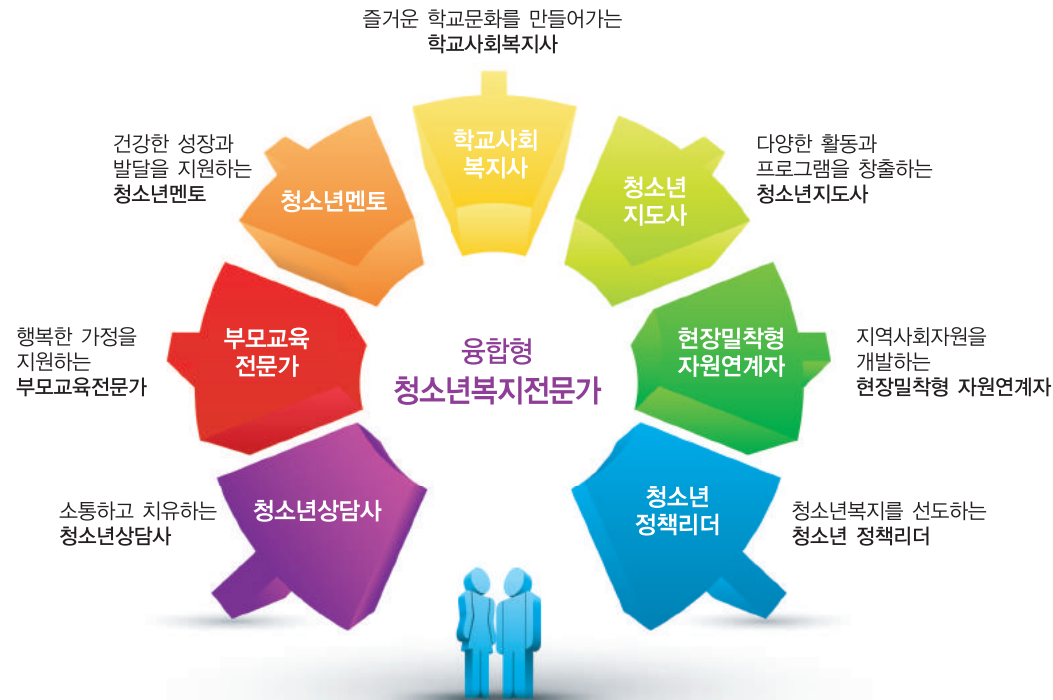 즐거운 학교문화를 만들어가는
학교사회복지사
건강한 성장과
발달을 지원하는
청소년멘토
다양한 활동과
프로그램을 창출하는
청소년지도사
행복한 가정을
지원하는
부모교육전문가
지역사회자원을
개발하는
현장밀착형 자원연계자
소통하고 치유하는
청소년상담사
청소년복지를 선도하는
청소년 정책리더
학교사회
복지사
청소년멘토
청소년
지도사
부모교육
전문가
현장밀착형
자원연계자
청소년상담사
청소년
정책리더
융합형
청소년복지전문가